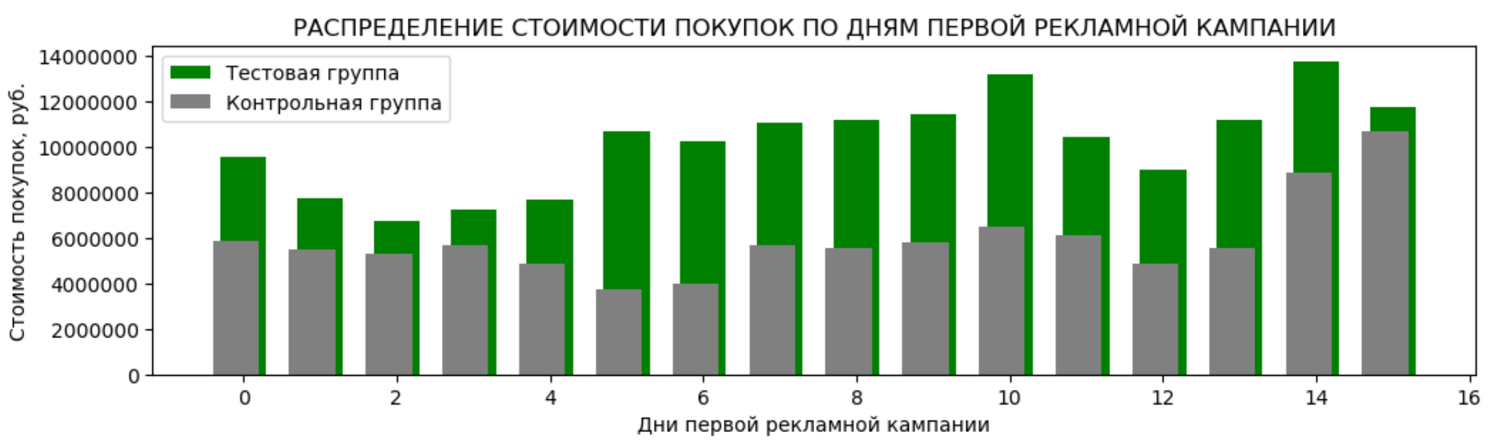 РАСПРЕДЕЛЕНИЕ СТОИМОСТИ ПОКУПОК ПО ДНЯМ ПЕРВОЙ РЕКЛАМНОЙ КАМПАНИИ
Тестовая группа
Контрольная группа
Стоимость покупок, руб.
14000000
12000000
10000000
8000000
6000000
4000000
2000000
0
0 2 4 6 8 10 12 14 16
Дни первой рекламной кампании